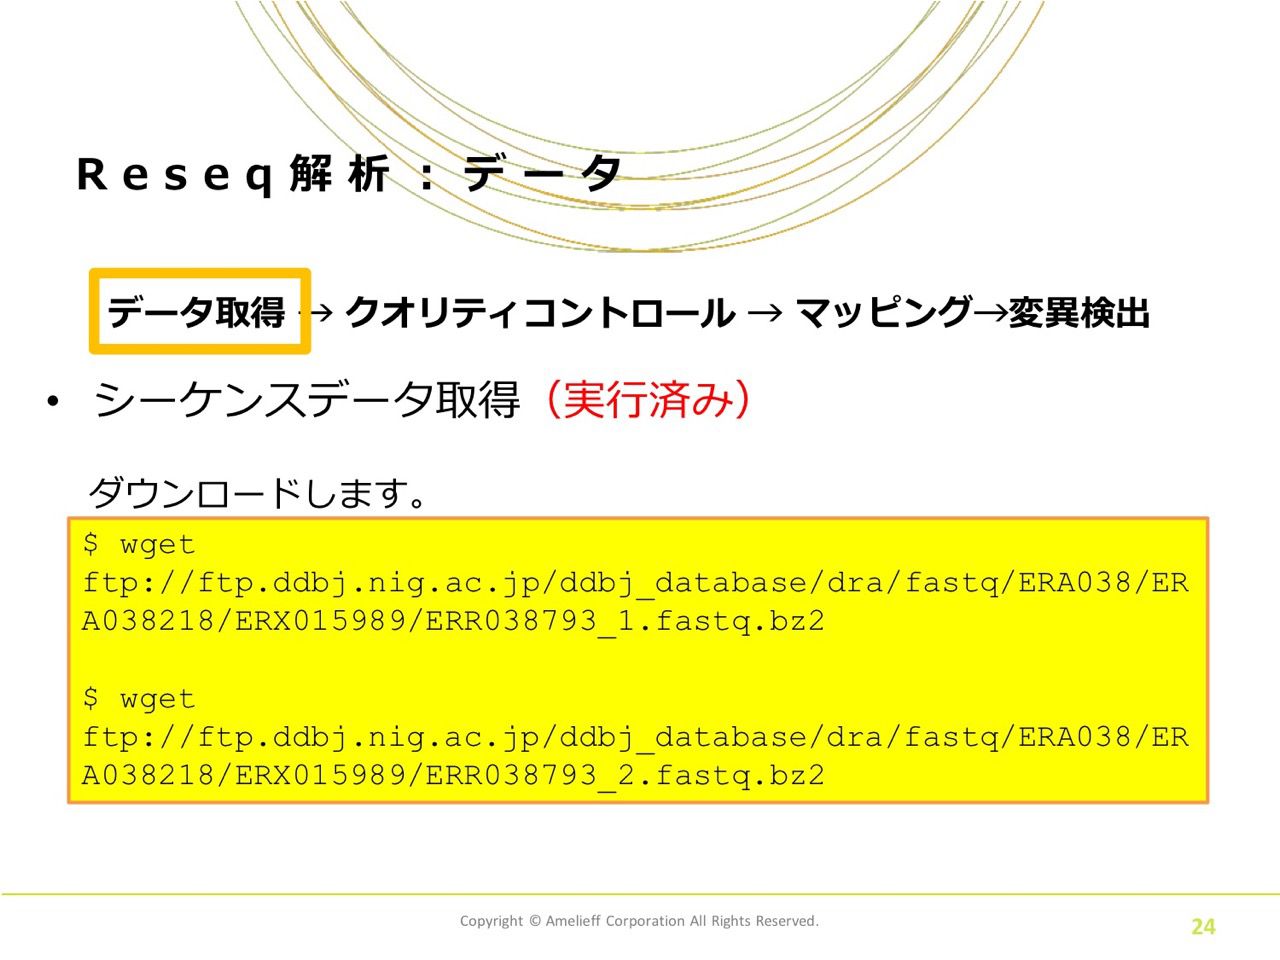 Reseq解析：データ
データ取得 → クオリティコントロール → マッピング→変異検出
• シーケンスデータ取得（実行済み）
ダウンロードします。
$ wget
ftp://ftp.ddbj.nig.ac.jp/ddbj_database/dra/fastq/ERA038/ER
A038218/ERX015989/ERR038793_1.fastq.bz2
$ wget
ftp://ftp.ddbj.nig.ac.jp/ddbj_database/dra/fastq/ERA038/ER
A038218/ERX015989/ERR038793_2.fastq.bz2
Copyright © Amelieff Corporation All Rights Reserved.
24